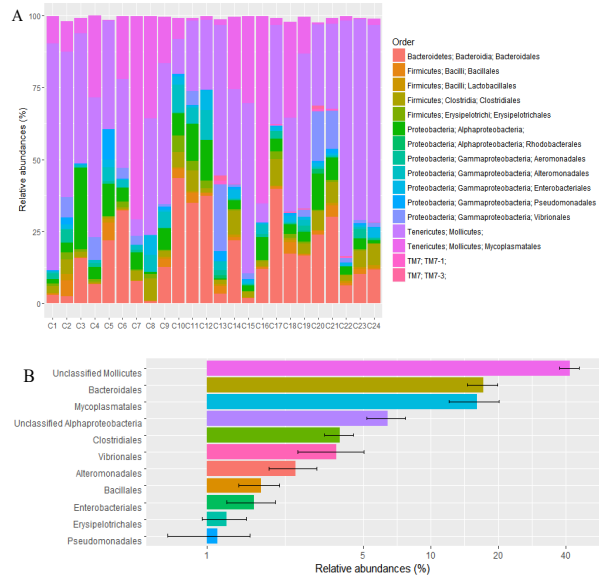 A
100
75
50
25
0
Relative abundances (%)
C1 C2 C3 C4 C5 C6 C7 C8 C9 C10 C11 C12 C13 C14 C15 C16 C17 C18 C19 C20 C21 C22 C23 C24
Order
Bacteroidetes; Bacteroidia; Bacteroidales
Firmicutes; Bacilli; Bacillales
Firmicutes; Bacilli; Lactobacillales
Firmicutes; Clostridia; Clostridiales
Firmicutes; Erysipelotrichi; Erysipelotrichales
Proteobacteria; Alphaproteobacteria;
Proteobacteria; Alphaproteobacteria; Rhodobacterales
Proteobacteria; Gammaproteobacteria; Aeromonadales
Proteobacteria; Gammaproteobacteria; Alteromonadales
Proteobacteria; Gammaproteobacteria; Enterobacteriales
Proteobacteria; Gammaproteobacteria; Pseudomonadales
Proteobacteria; Gammaproteobacteria; Vibrionales
Tenericutes; Mollicutes;
Tenericutes; Mollicutes; Mycoplasmatales
TM7; TM7-1;
TM7; TM7-3;
B
Unclassified Mollicutes
Bacteroidales
Mycoplasmatales
Unclassified Alphaproteobacteria
Clostridiales
Vibrionales
Alteromonadales
Bacillales
Enterobacteriales
Erysipelotrichales
Pseudomonadales
1 5 10 40
Relative abundances (%)